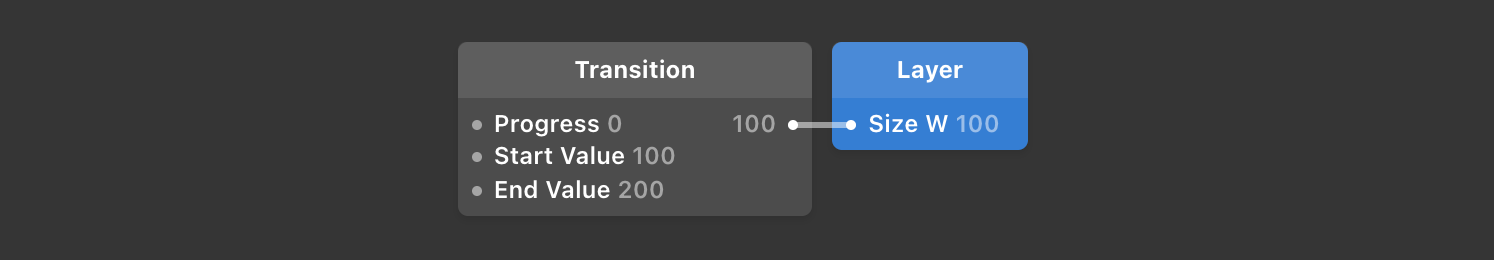 Transition
Layer
Progress 0 100
Size W 100
Start Value 100
End Value 200